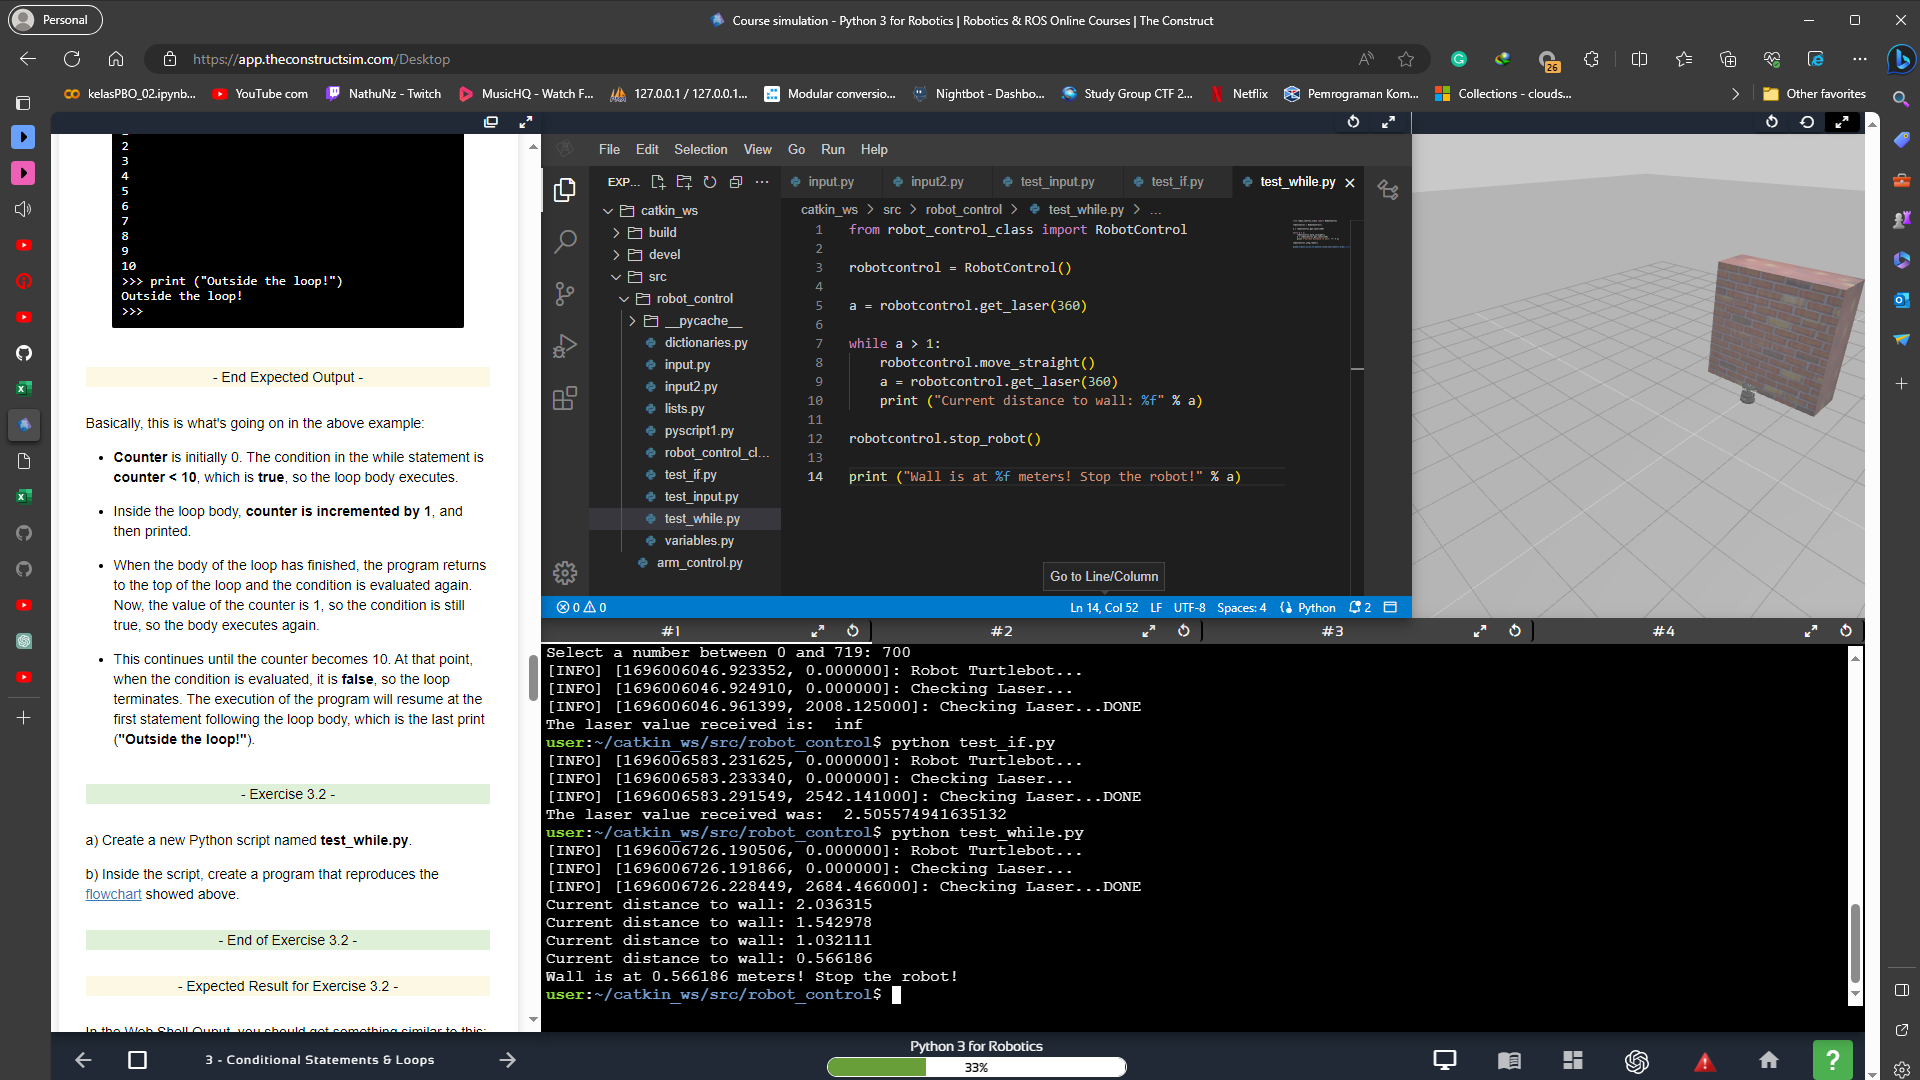 Personal
Course simulation - Python 3 for Robotics | Robotics & ROS Online Courses | The Construct
https://app.theconstructsim.com/Desktop
26
kelasPBO_02.ipynb...
YouTube com
NathuNz - Twitch
MusicHQ - Watch F...
127.0.0.1 / 127.0.0.1...
Modular conversio...
Nightbot - Dashbo...
Study Group CTF 2...
Netflix
Pemrograman Kom...
Collections - clouds...
Other favorites
2
3
4
5
6
7
8
9
10
>>> print ("Outside the loop!")
Outside the loop!
>>>
- End Expected Output -
Basically, this is what's going on in the above example:
• Counter is initially 0. The condition in the while statement is
counter < 10, which is true, so the loop body executes.
• Inside the loop body, counter is incremented by 1, and
then printed.
• When the body of the loop has finished, the program returns
to the top of the loop and the condition is evaluated again.
Now, the value of the counter is 1, so the condition is still
true, so the body executes again.
• This continues until the counter becomes 10. At that point,
when the condition is evaluated, it is false, so the loop
terminates. The execution of the program will resume at the
first statement following the loop body, which is the last print
("Outside the loop!").
- Exercise 3.2 -
a) Create a new Python script named test_while.py.
b) Inside the script, create a program that reproduces the
flowchart showed above.
- End of Exercise 3.2 -
- Expected Result for Exercise 3.2 -
In the Web Shell Ouput, you should get something similar to this:
File Edit Selection View Go Run Help
EXP...
catkin_ws
build
devel
src
robot_control
__pycache__
dictionaries.py
input.py
input2.py
lists.py
pyscript1.py
robot_control_cl...
test_if.py
test_input.py
test_while.py
variables.py
arm_control.py
input.py
input2.py
test_input.py
test_if.py
test_while.py
catkin_ws > src > robot_control > test_while.py > ...
1 from robot_control_class import RobotControl
2
3 robotcontrol = RobotControl()
4
5 a = robotcontrol.get_laser(360)
6
7 while a > 1:
8 robotcontrol.move_straight()
9 a = robotcontrol.get_laser(360)
10 print ("Current distance to wall: %f" % a)
11
12 robotcontrol.stop_robot()
13
14 print ("Wall is at %f meters! Stop the robot!" % a)
Go to Line/Column
0 0
Ln 14, Col 52 LF UTF-8 Spaces: 4 Python 2
#1
#2
#3
#4
Select a number between 0 and 719: 700
[INFO] [1696006046.923352, 0.000000]: Robot Turtlebot...
[INFO] [1696006046.924910, 0.000000]: Checking Laser...
[INFO] [1696006046.961399, 2008.125000]: Checking Laser...DONE
The laser value received is: inf
user:~/catkin_ws/src/robot_control$ python test_if.py
[INFO] [1696006583.231625, 0.000000]: Robot Turtlebot...
[INFO] [1696006583.233340, 0.000000]: Checking Laser...
[INFO] [1696006583.291549, 2542.141000]: Checking Laser...DONE
The laser value received was: 2.505574941635132
user:~/catkin_ws/src/robot_control$ python test_while.py
[INFO] [1696006726.190506, 0.000000]: Robot Turtlebot...
[INFO] [1696006726.191866, 0.000000]: Checking Laser...
[INFO] [1696006726.228449, 2684.466000]: Checking Laser...DONE
Current distance to wall: 2.036315
Current distance to wall: 1.542978
Current distance to wall: 1.032111
Current distance to wall: 0.566186
Wall is at 0.566186 meters! Stop the robot!
user:~/catkin_ws/src/robot_control$
3 - Conditional Statements & Loops
Python 3 for Robotics
33%
?